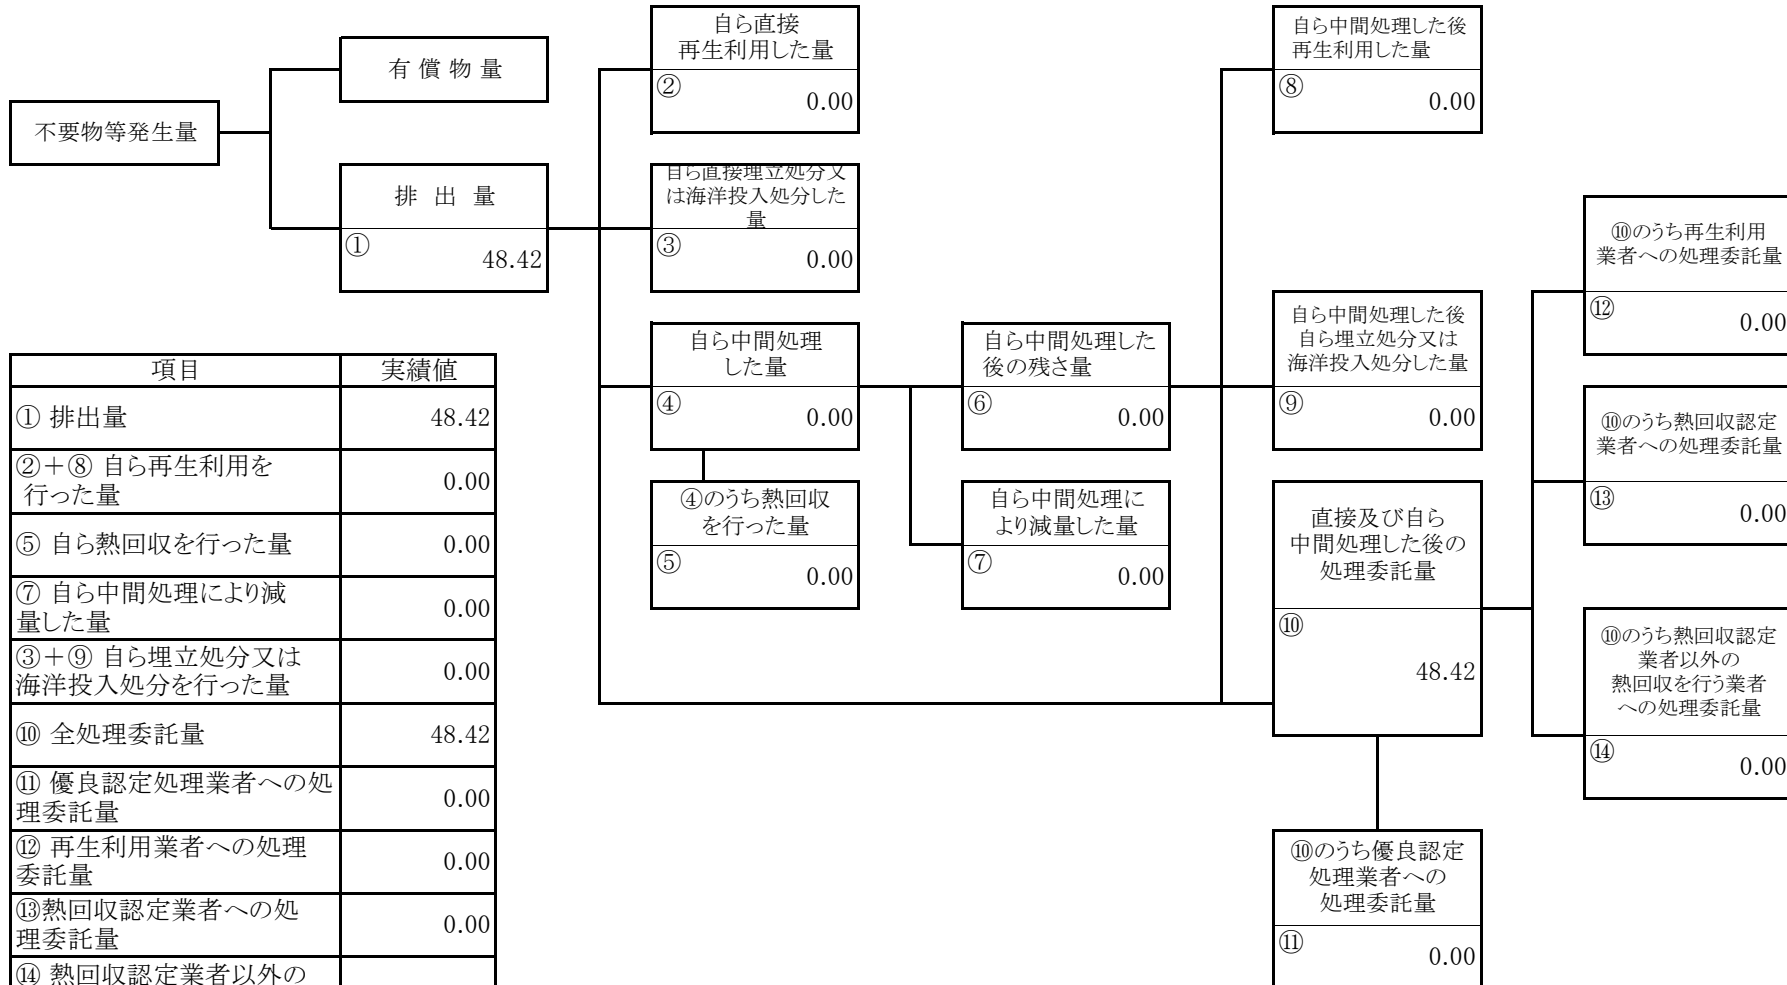 不要物等発生量
有 償 物 量
排 出 量
①
48.42
自ら直接
再生利用した量
②
0.00
自ら直接埋立処分又
は海洋投入処分した
量
③
0.00
自ら中間処理
した量
④
0.00
④のうち熱回収
を行った量
⑤
0.00
自ら中間処理した
後の残さ量
⑥
0.00
自ら中間処理に
より減量した量
⑦
0.00
自ら中間処理した後
再生利用した量
⑧
0.00
自ら中間処理した後
自ら埋立処分又は
海洋投入処分した量
⑨
0.00
直接及び自ら
中間処理した後の
処理委託量
⑩
48.42
⑩のうち優良認定
処理業者への
処理委託量
⑪
0.00
⑩のうち再生利用
業者への処理委託量
⑫
0.00
⑩のうち熱回収認定
業者への処理委託量
⑬
0.00
⑩のうち熱回収認定
業者以外の
熱回収を行う業者
への処理委託量
⑭
0.00
項目 実績値
① 排出量 48.42
②＋⑧ 自ら再生利用を
行った量 0.00
⑤ 自ら熱回収を行った量 0.00
⑦ 自ら中間処理により減
量した量 0.00
③＋⑨ 自ら埋立処分又は
海洋投入処分を行った量 0.00
⑩ 全処理委託量 48.42
⑪ 優良認定処理業者への処
理委託量 0.00
⑫ 再生利用業者への処理
委託量 0.00
⑬熱回収認定業者への処
理委託量 0.00
⑭ 熱回収認定業者以外の